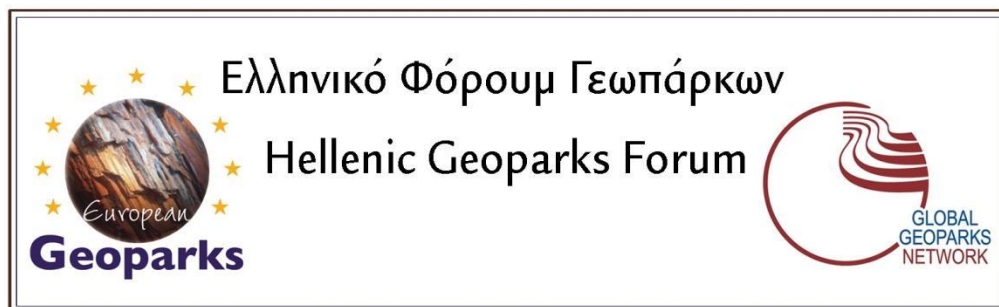 Ελληνικό Φόρουμ Γεωπάρκων
Hellenic Geoparks Forum
European
Geoparks
GLOBAL
GEOPARKS
NETWORK